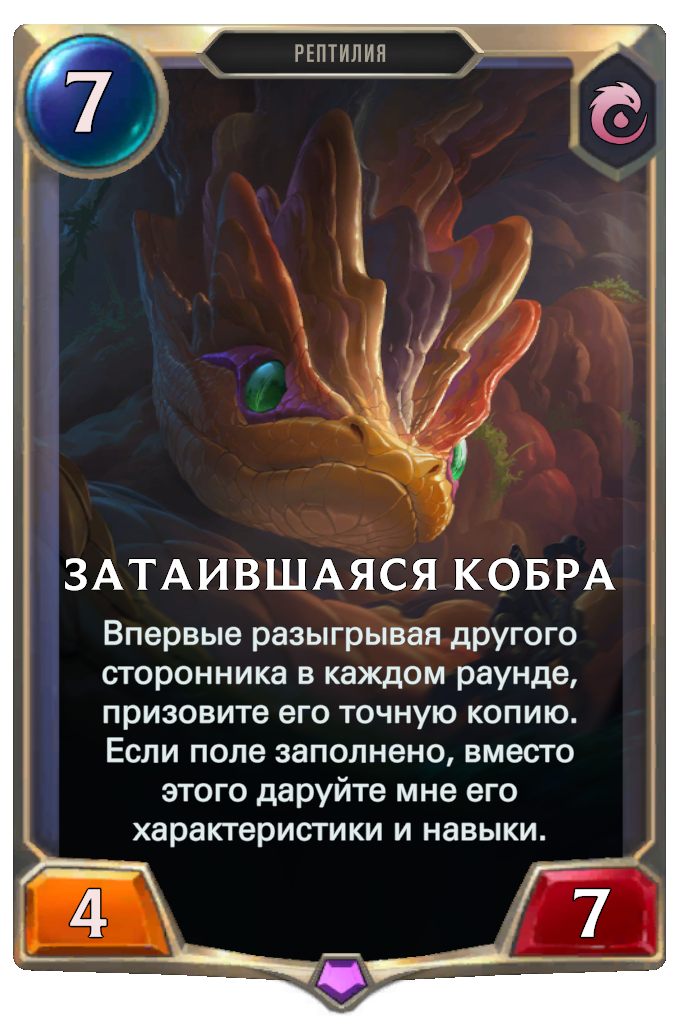 РЕПТИЛИЯ
7
ЗАТАИВШАЯСЯ КОБРА
Впервые разыгрывая другого
сторонника в каждом раунде,
призовите его точную копию.
Если поле заполнено, вместо
этого даруйте мне его
характеристики и навыки.
4
7